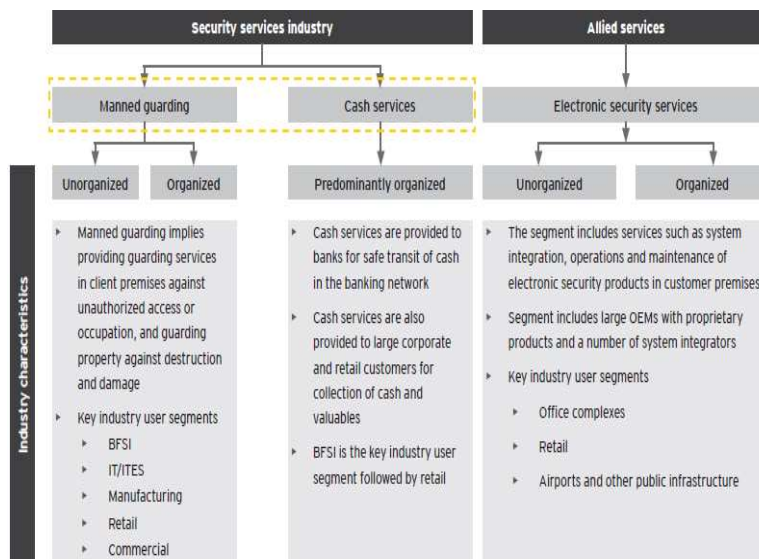 Security services industry
Allied services
Manned guarding
Cash services
Electronic security services
Unorganized
Organized
Predominantly organized
Unorganized
Organized
Industry characteristics
Manned guarding implies
providing guarding services
in client premises against
unauthorized access or
occupation, and guarding
property against destruction
and damage
Key industry user segments
BFSI
IT/ITES
Manufacturing
Retail
Commercial
Cash services are provided to
banks for safe transit of cash
in the banking network
Cash services are also
provided to large corporate
and retail customers for
collection of cash and
valuables
BFSI is the key industry user
segment followed by retail
The segment includes services such as system
integration, operations and maintenance of
electronic security products in customer premises
Segment includes large OEMs with proprietary
products and a number of system integrators
Key industry user segments
Office complexes
Retail
Airports and other public infrastructure